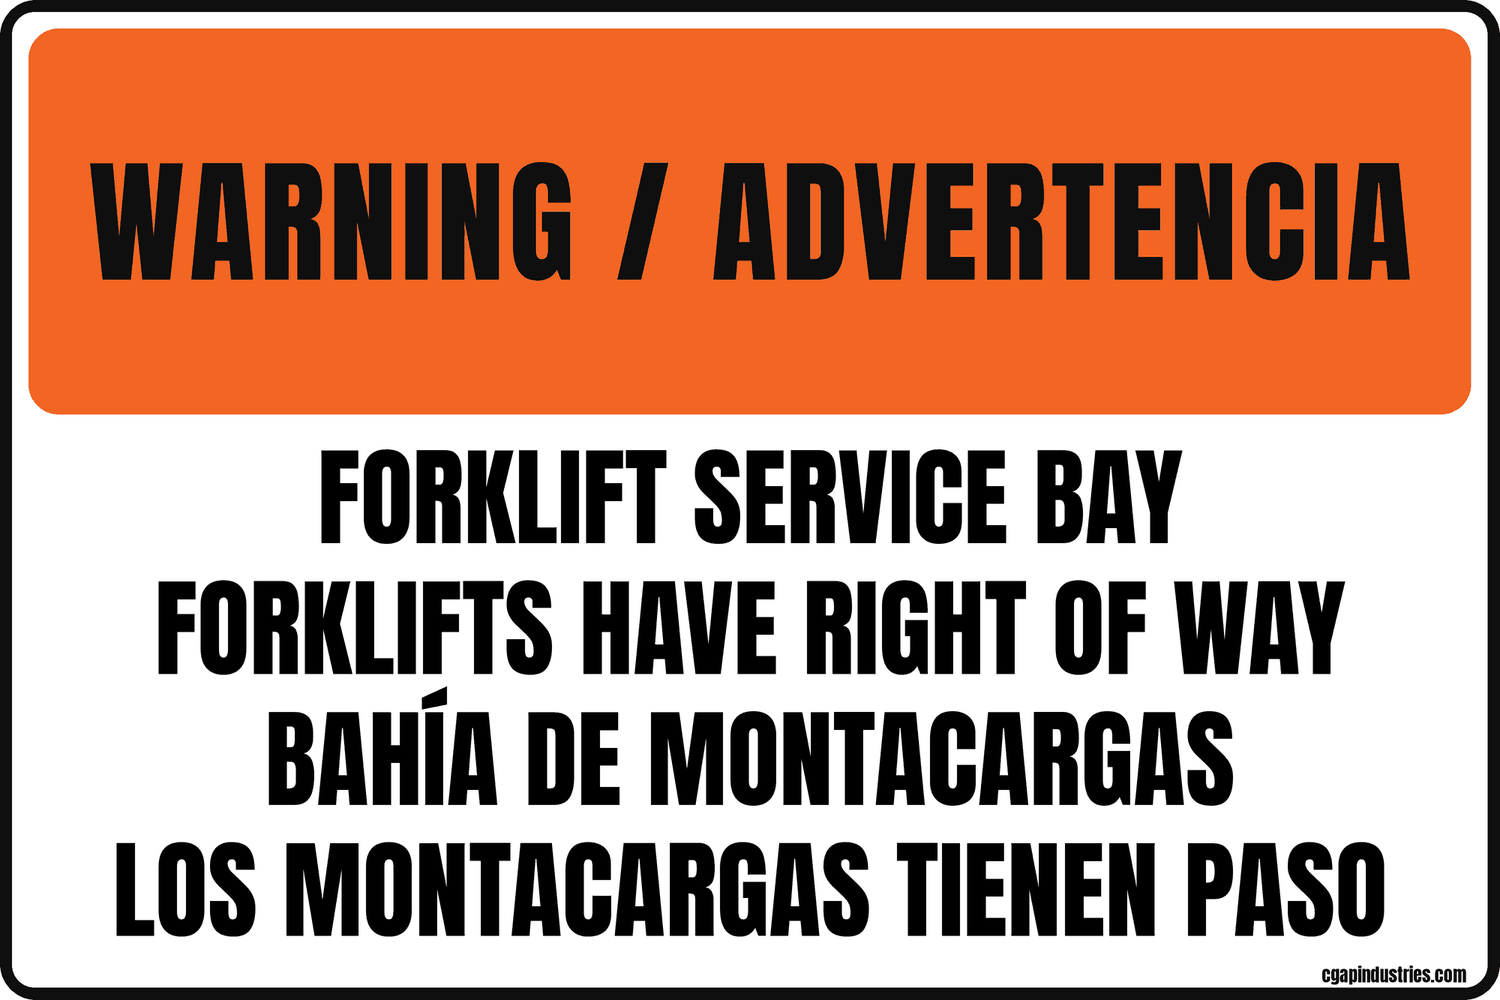 WARNING / ADVERTENCIA
FORKLIFT SERVICE BAY
FORKLIFTS HAVE RIGHT OF WAY
BAHÍA DE MONTACARGAS
LOS MONTACARGAS TIENEN PASO
cgapindustries.com